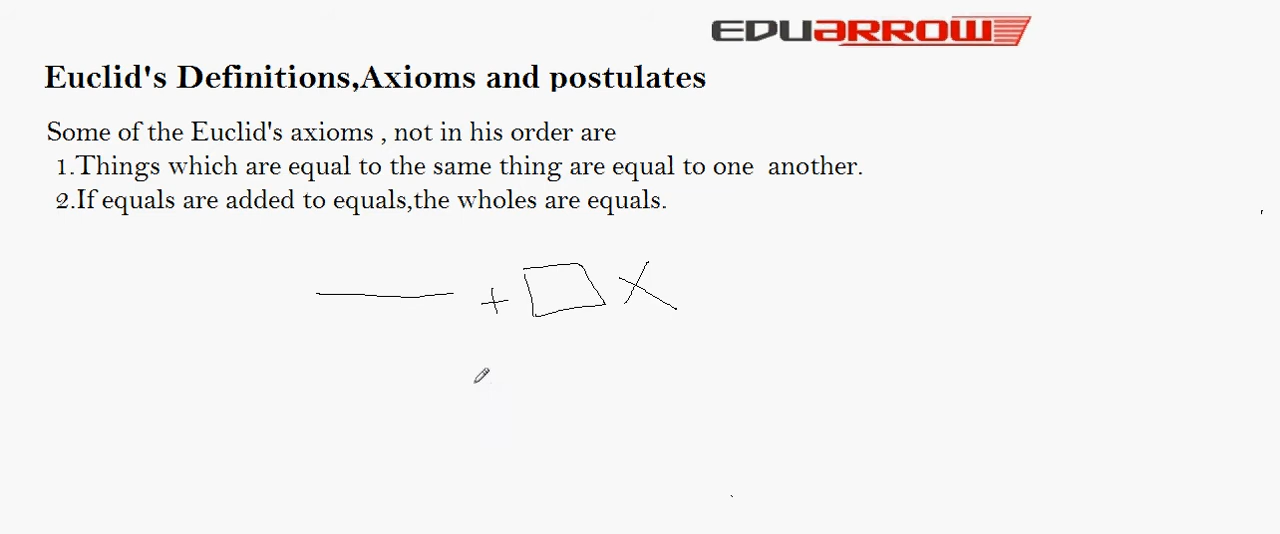 EDUARROW
Euclid's Definitions,Axioms and postulates
Some of the Euclid's axioms , not in his order are
1.Things which are equal to the same thing are equal to one another.
2.If equals are added to equals,the wholes are equals.
+ X